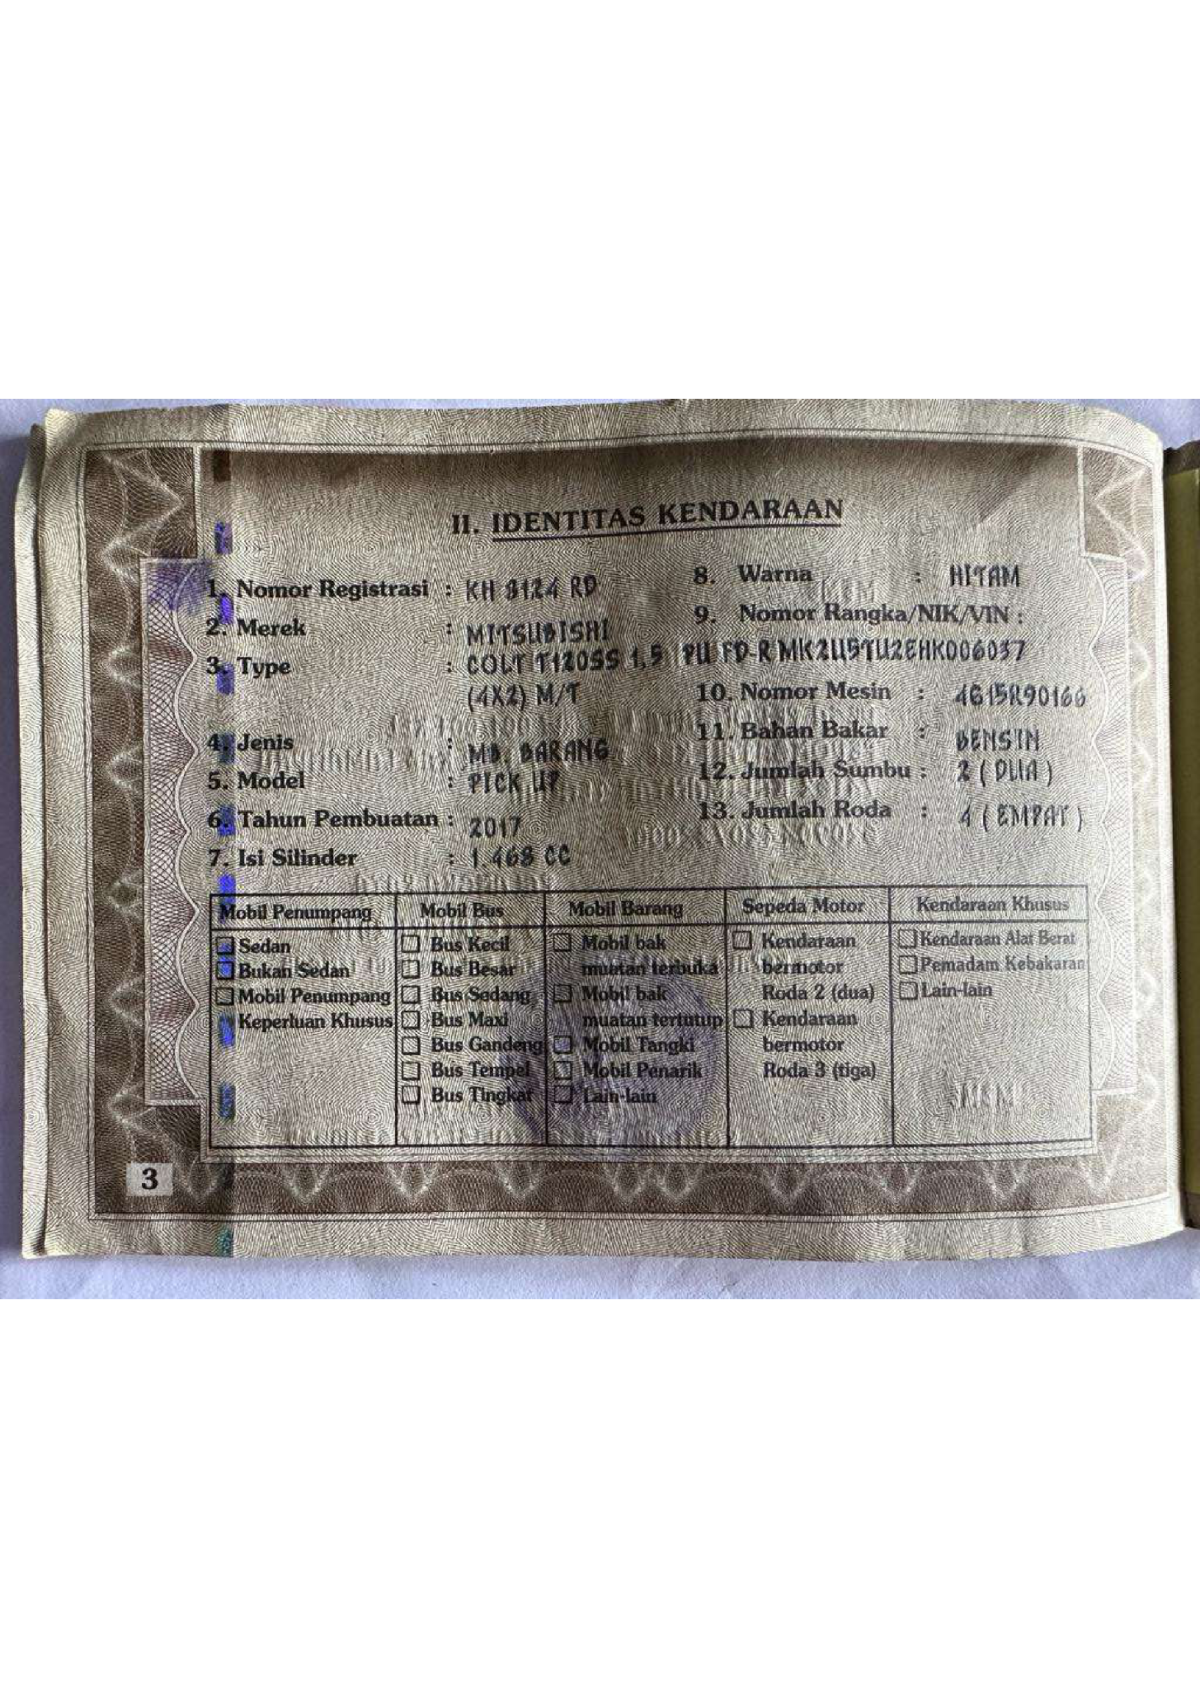 II. IDENTITAS KENDARAAN
1. Nomor Registrasi : KH 8124 RD
2. Merek : MITSUBISHI
3. Type : COLT T120SS 1,5 PU FD-R
(4X2) M/T
4. Jenis : MB. BARANG
5. Model : PICK UP
6. Tahun Pembuatan : 2017
7. Isi Silinder : 1.468 CC
8. Warna : HITAM
9. Nomor Rangka/NIK/VIN :
MK2U5TU2EHK006037
10. Nomor Mesin : 4G15R90166
11. Bahan Bakar : BENSIN
12. Jumlah Sumbu : 2 ( DUA )
13. Jumlah Roda : 4 ( EMPAT )
Mobil Penumpang
Sedan
Bukan Sedan
Mobil Penumpang
Keperluan Khusus
Mobil Bus
Bus Kecil
Bus Besar
Bus Sedang
Bus Maxi
Bus Gandeng
Bus Tempel
Bus Tingkat
Mobil Barang
Mobil bak
muatan terbuka
Mobil bak
muatan tertutup
Mobil Tangki
Mobil Penarik
Lain-lain
Sepeda Motor
Kendaraan
bermotor
Roda 2 (dua)
Kendaraan
bermotor
Roda 3 (tiga)
Kendaraan Khusus
Kendaraan Alat Berat
Pemadam Kebakaran
Lain-lain
3